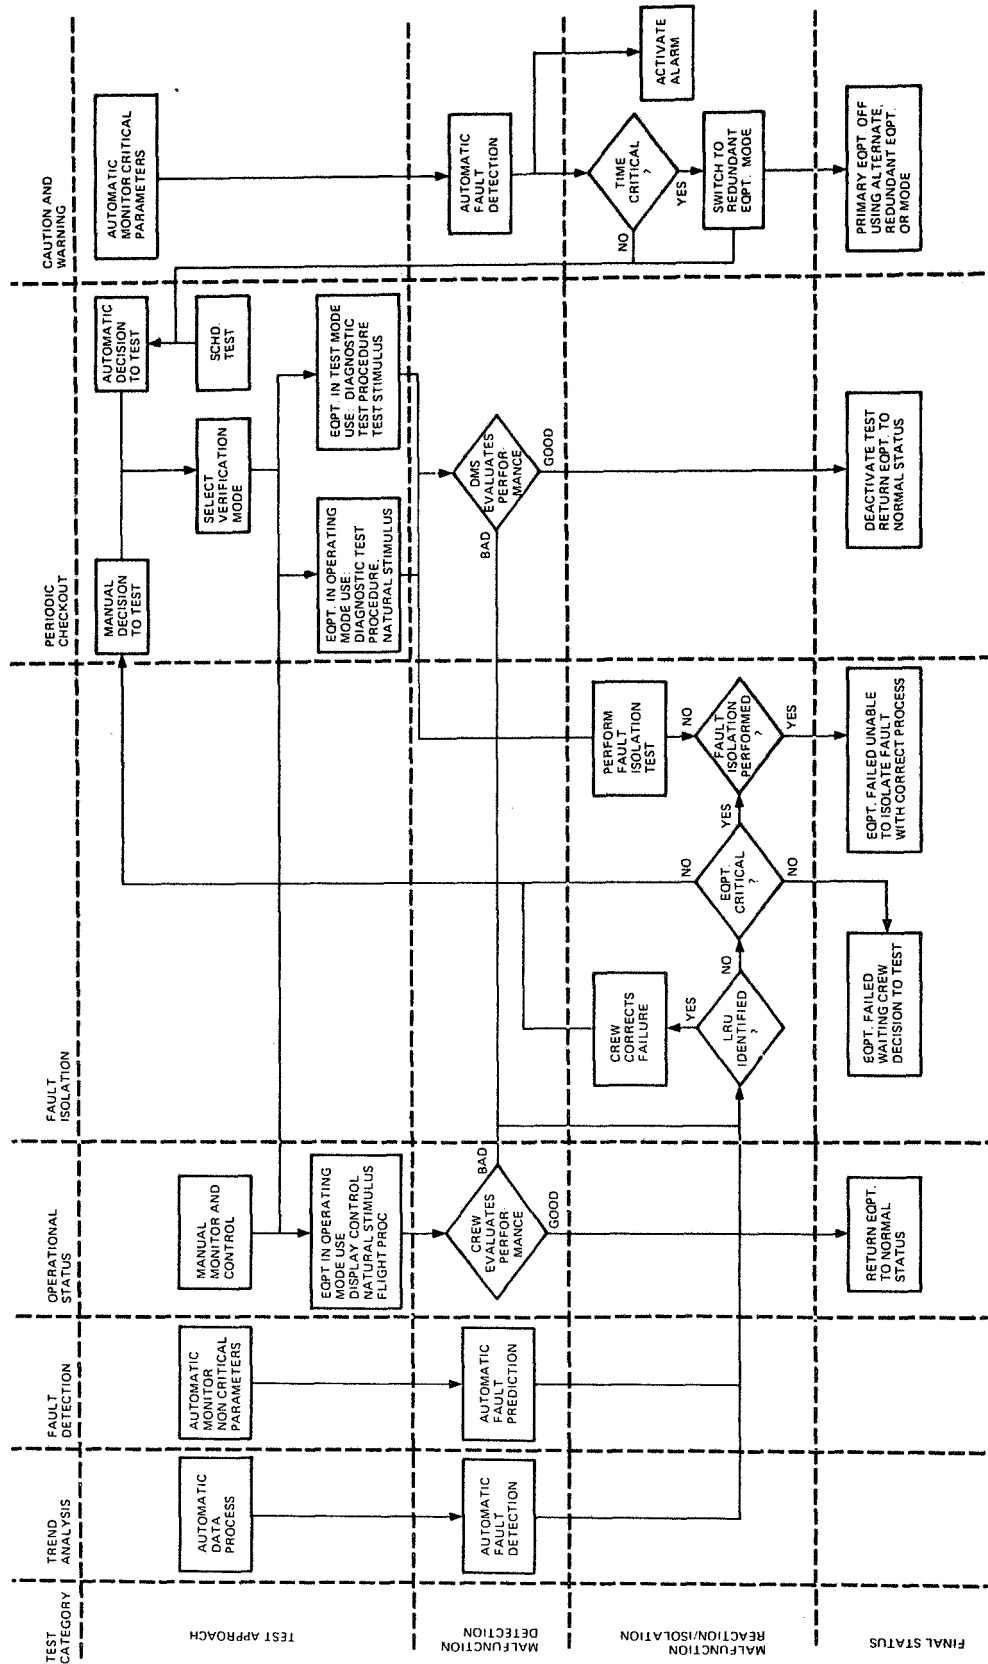 TEST
CATEGORY
TREND
ANALYSIS
FAULT
DETECTION
OPERATIONAL
STATUS
FAULT
ISOLATION
PERIODIC
CHECKOUT
CAUTION AND
WARNING
TEST APPROACH
AUTOMATIC
DATA
PROCESS
AUTOMATIC
MONITOR
NON CRITICAL
PARAMETERS
MANUAL
MONITOR AND
CONTROL
EQPT IN OPERATING
MODE USE
DISPLAY CONTROL
NATURAL STIMULUS
FLIGHT PROC
MANUAL
DECISION
TO TEST
AUTOMATIC
DECISION
TO TEST
SELECT
VERIFICATION
MODE
SCHD.
TEST
EQPT. IN OPERATING
MODE USE:
DIAGNOSTIC TEST
PROCEDURE,
NATURAL STIMULUS
EQPT. IN TEST MODE
USE: DIAGNOSTIC
TEST PROCEDURE
TEST STIMULUS
AUTOMATIC
MONITOR CRITICAL
PARAMETERS
MALFUNCTION
DETECTION
AUTOMATIC
FAULT
DETECTION
AUTOMATIC
FAULT
PREDICTION
CREW
EVALUATES
PERFOR-
MANCE
BAD
GOOD
DMS
EVALUATES
PERFOR-
MANCE
BAD
GOOD
AUTOMATIC
FAULT
DETECTION
MALFUNCTION
REACTION/ISOLATION
CREW
CORRECTS
FAILURE
YES
LRU
IDENTIFIED
?
NO
NO
EQPT.
CRITICAL
?
YES
NO
PERFORM
FAULT
ISOLATION
TEST
NO
FAULT
ISOLATION
PERFORMED
?
YES
TIME
CRITICAL
?
NO
YES
ACTIVATE
ALARM
SWITCH TO
REDUNDANT
EQPT. MODE
FINAL STATUS
RETURN EQPT.
TO NORMAL
STATUS
EQPT. FAILED
WAITING CREW
DECISION TO TEST
EQPT. FAILED UNABLE
TO ISOLATE FAULT
WITH CORRECT PROCESS
DEACTIVATE TEST
RETURN EQPT. TO
NORMAL STATUS
PRIMARY EQPT. OFF
USING ALTERNATE,
REDUNDANT EQPT.
OR MODE